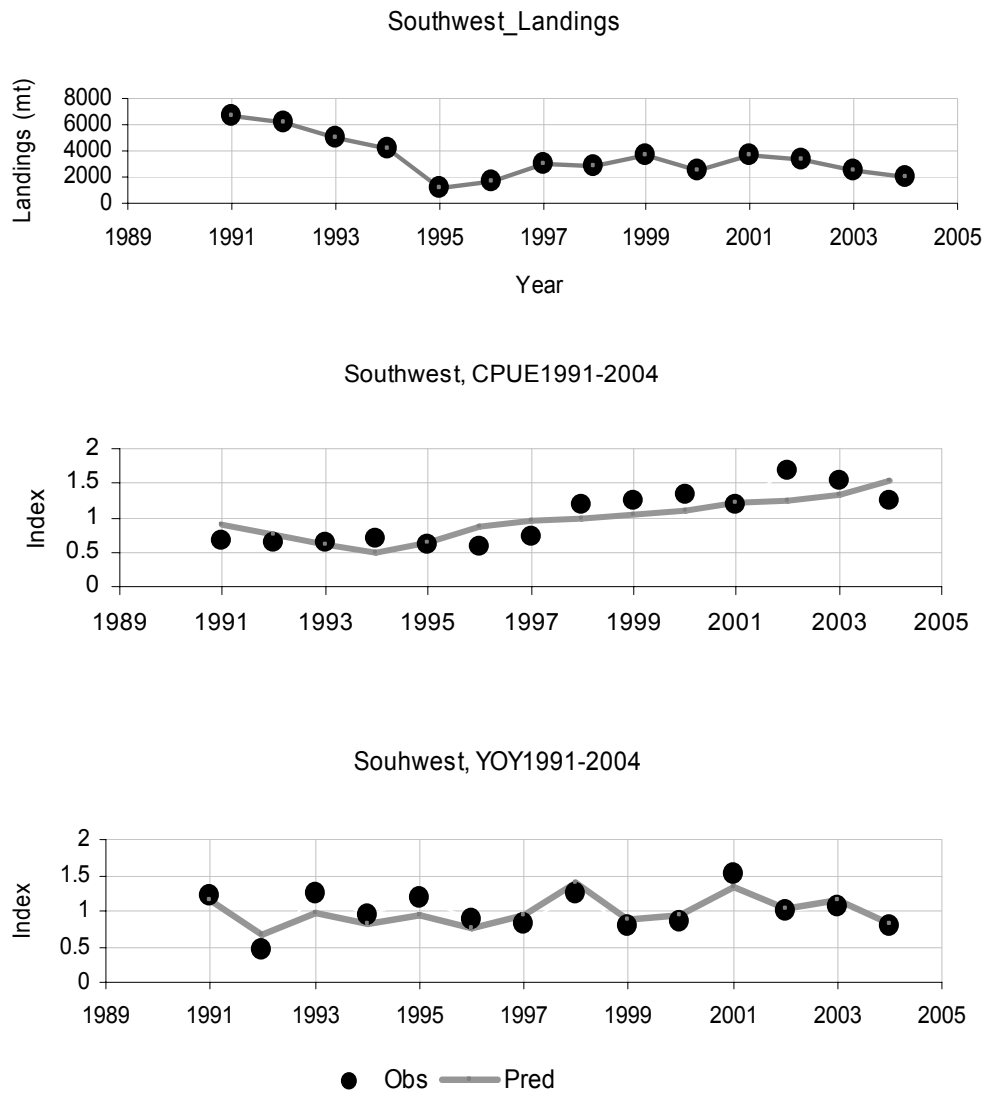 Southwest_Landings
Landings (mt)
8000
6000
4000
2000
0
1989 1991 1993 1995 1997 1999 2001 2003 2005
Year
Southwest, CPUE1991-2004
Index
2
1.5
1
0.5
0
1989 1991 1993 1995 1997 1999 2001 2003 2005
Souhwest, YOY1991-2004
Index
2
1.5
1
0.5
0
1989 1991 1993 1995 1997 1999 2001 2003 2005
Obs Pred